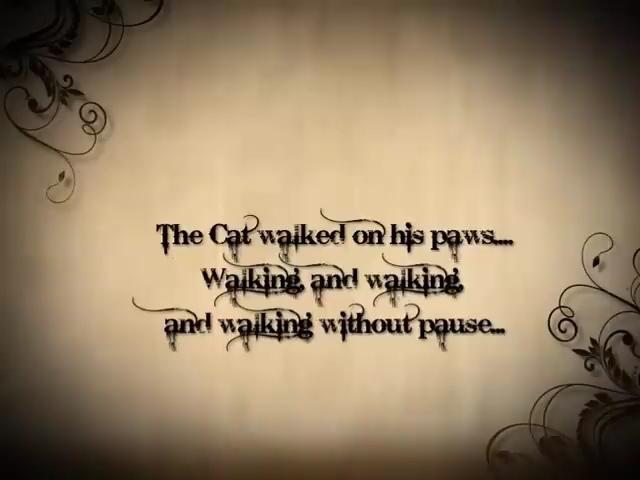 The Cat walked on his paws....
Walking, and walking,
and walking without pause...